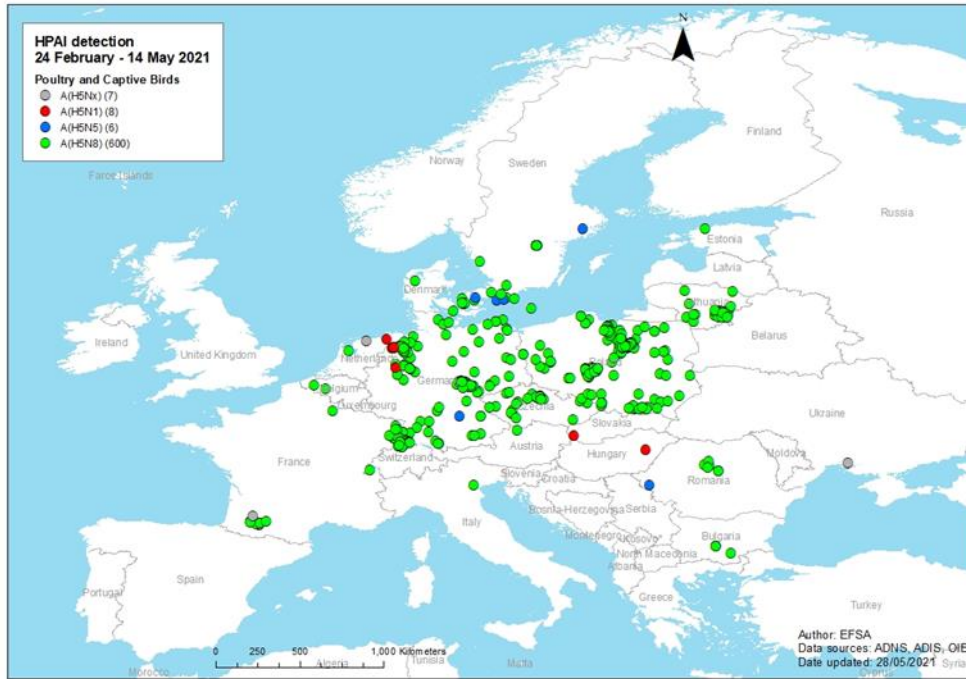 HPAI detection
24 February - 14 May 2021
Poultry and Captive Birds
A(H5Nx) (7)
A(H5N1) (8)
A(H5N5) (6)
A(H5N8) (600)
N
Faroe Islands
Norway
Sweden
Finland
Russia
Estonia
Latvia
Lithuania
Denmark
Belarus
Ireland
United Kingdom
Netherlands
Belgium
German
Luxembourg
Czechia
Ukraine
Slovakia
France
Switzerland
Austria
Hungary
Moldova
Slovenia
Croatia
Romania
Bosnia-Herzegovina
Serbia
Italy
Montenegro
Kosovo
Bulgaria
North Macedonia
Albania
Portugal
Spain
Greece
Turkey
0 250 500 1,000 Kilometers
Morocco
Algeria
Tunisia
Malta
Cyprus
Syria
Author: EFSA
Data sources: ADNS, ADIS, OIE
Date updated: 28/05/2021